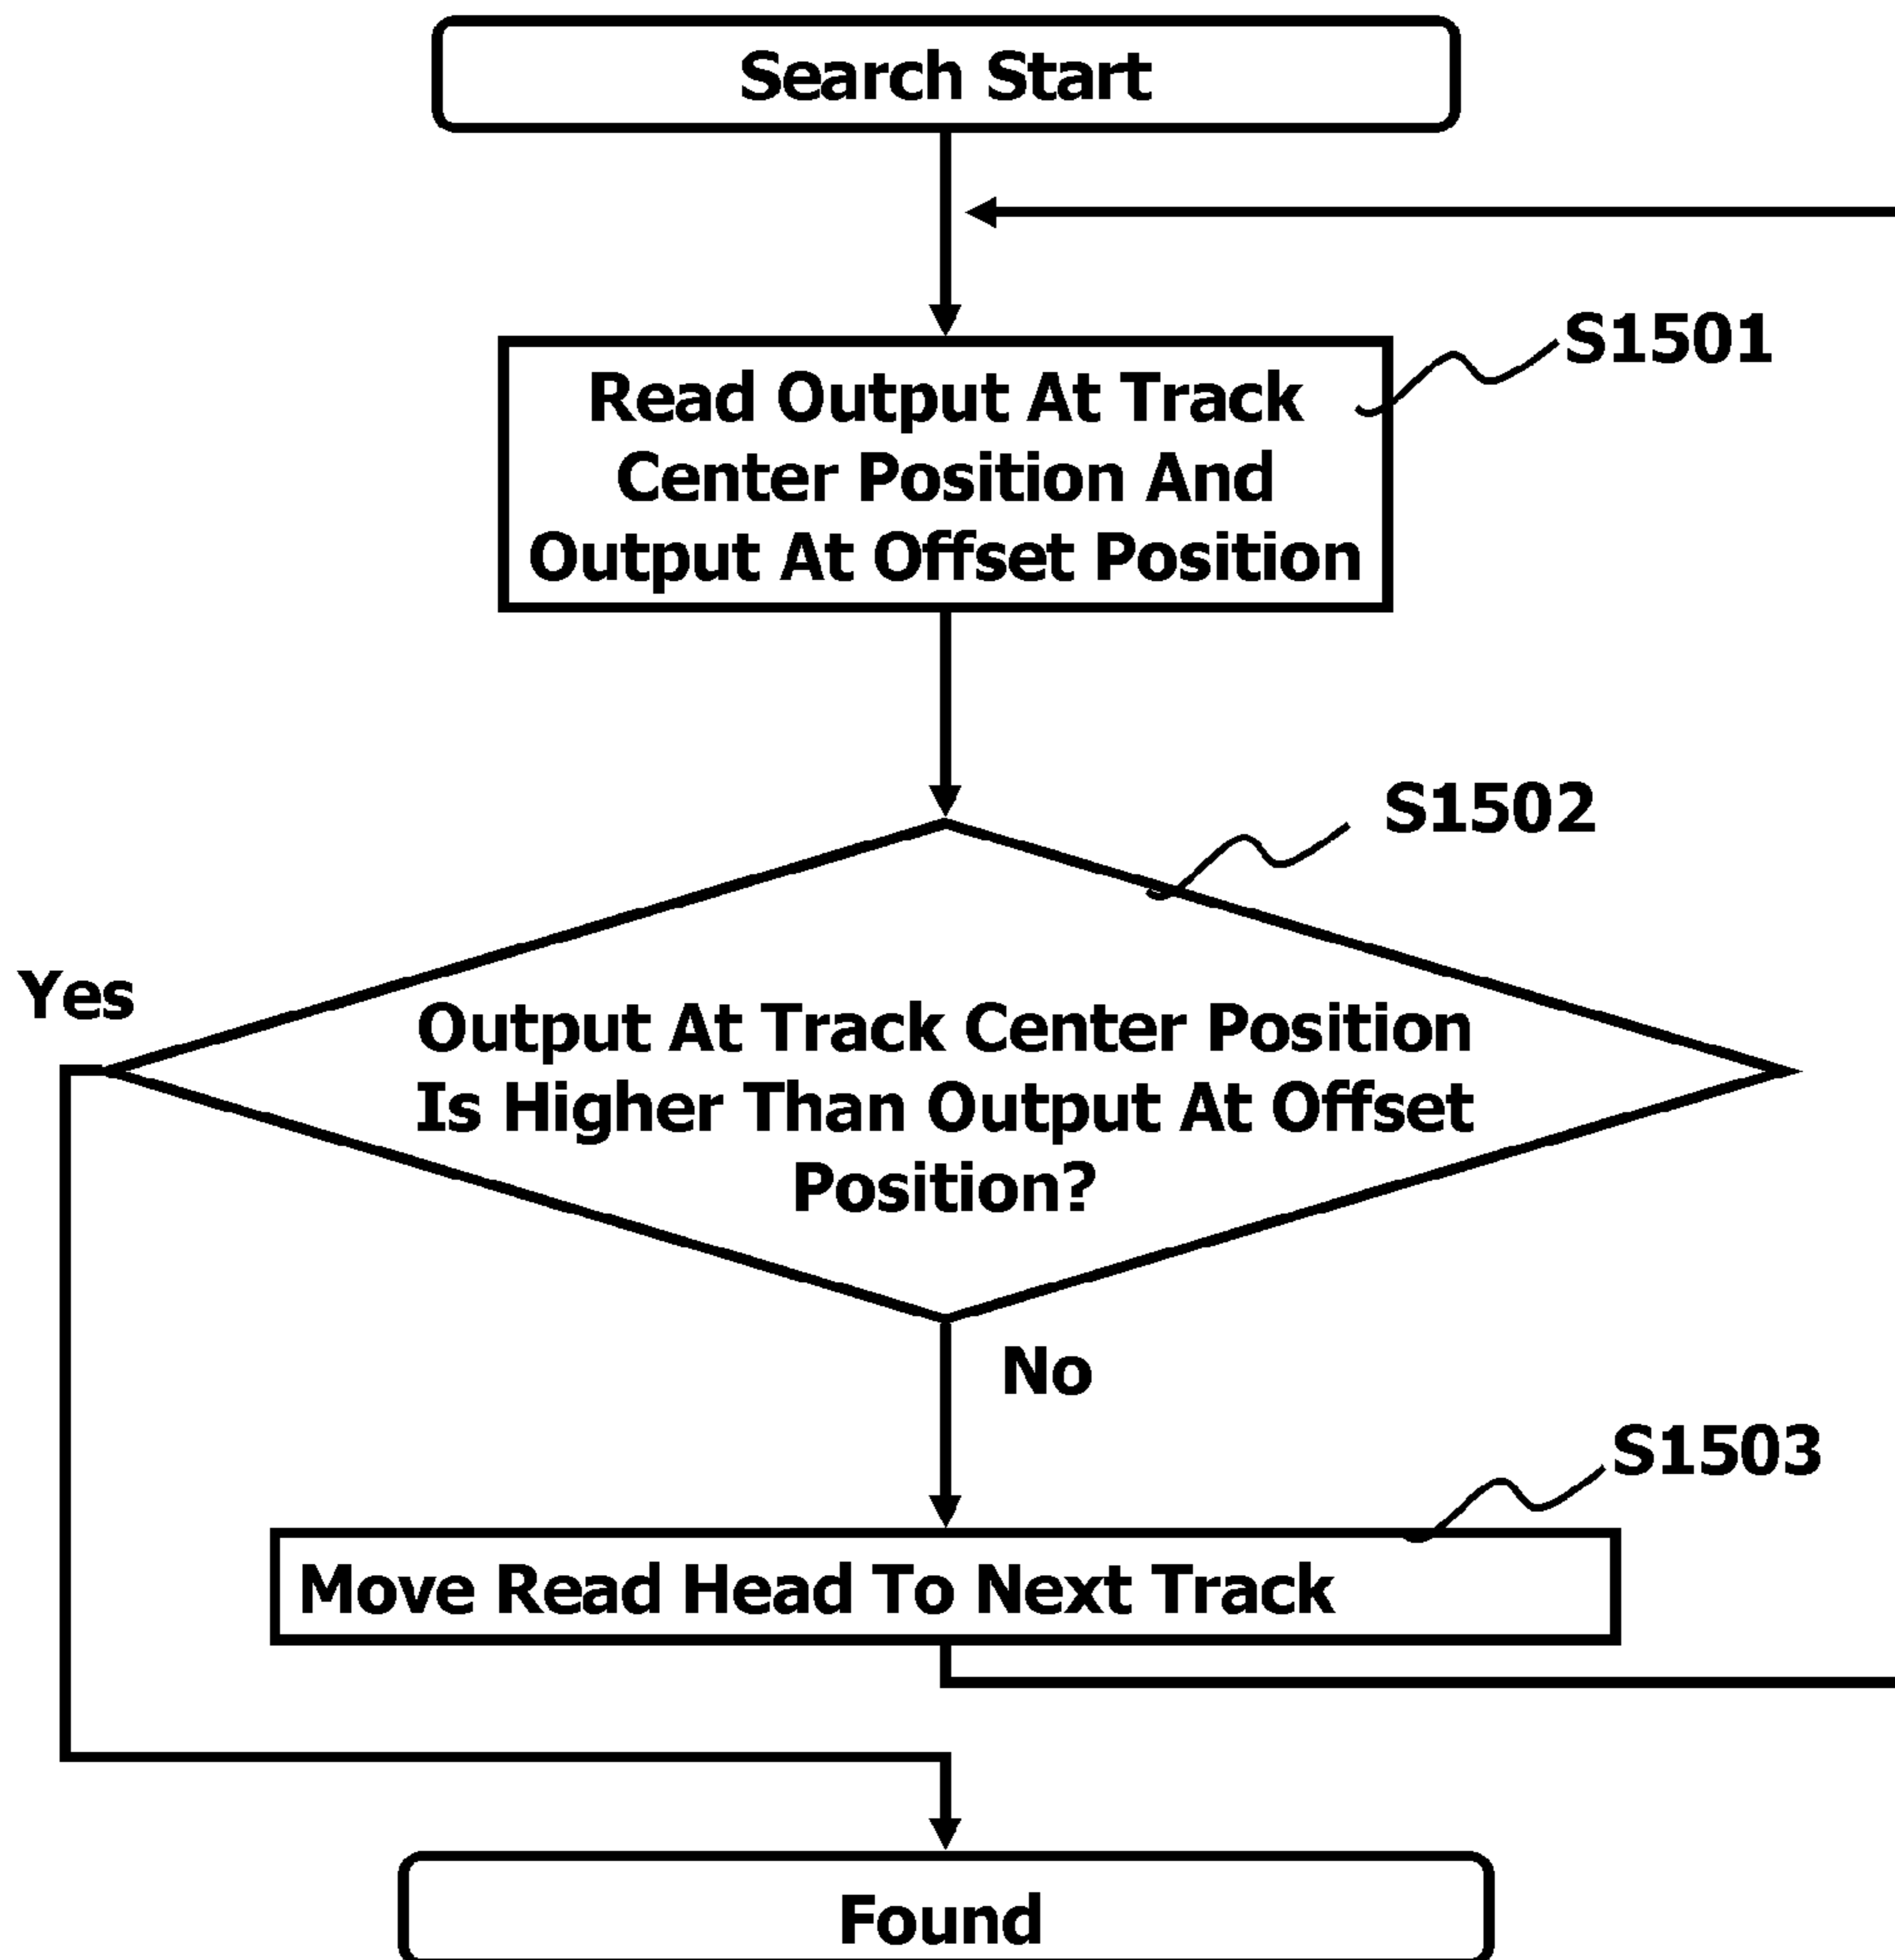 Search Start
S1501
Read Output At Track
Center Position And
Output At Offset Position
S1502
Yes
Output At Track Center Position
Is Higher Than Output At Offset
Position?
No
S1503
Move Read Head To Next Track
Found